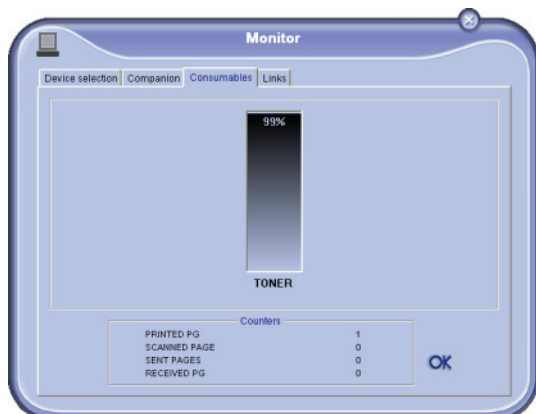 Monitor
Device selection Companion Consumables Links
99%
TONER
Counters
PRINTED PG 1
SCANNED PAGE 0
SENT PAGES 0
RECEIVED PG 0
OK